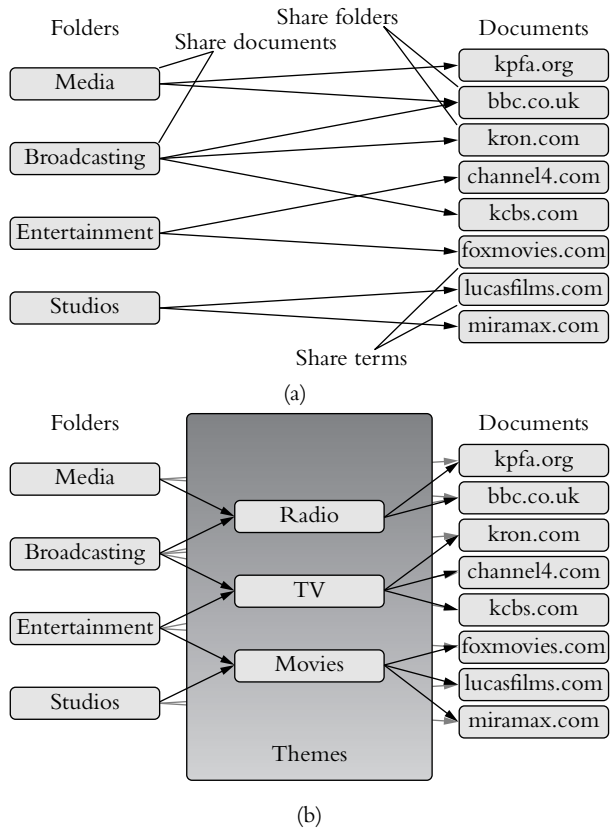 Share folders
Folders
Documents
Share documents
Media
kpfa.org
bbc.co.uk
Broadcasting
kron.com
channel4.com
Entertainment
kcbs.com
foxmovies.com
Studios
lucasfilms.com
miramax.com
Share terms
(a)
Folders
Documents
Media
kpfa.org
Radio
bbc.co.uk
Broadcasting
kron.com
TV
channel4.com
Entertainment
kcbs.com
Movies
foxmovies.com
Studios
lucasfilms.com
miramax.com
Themes
(b)